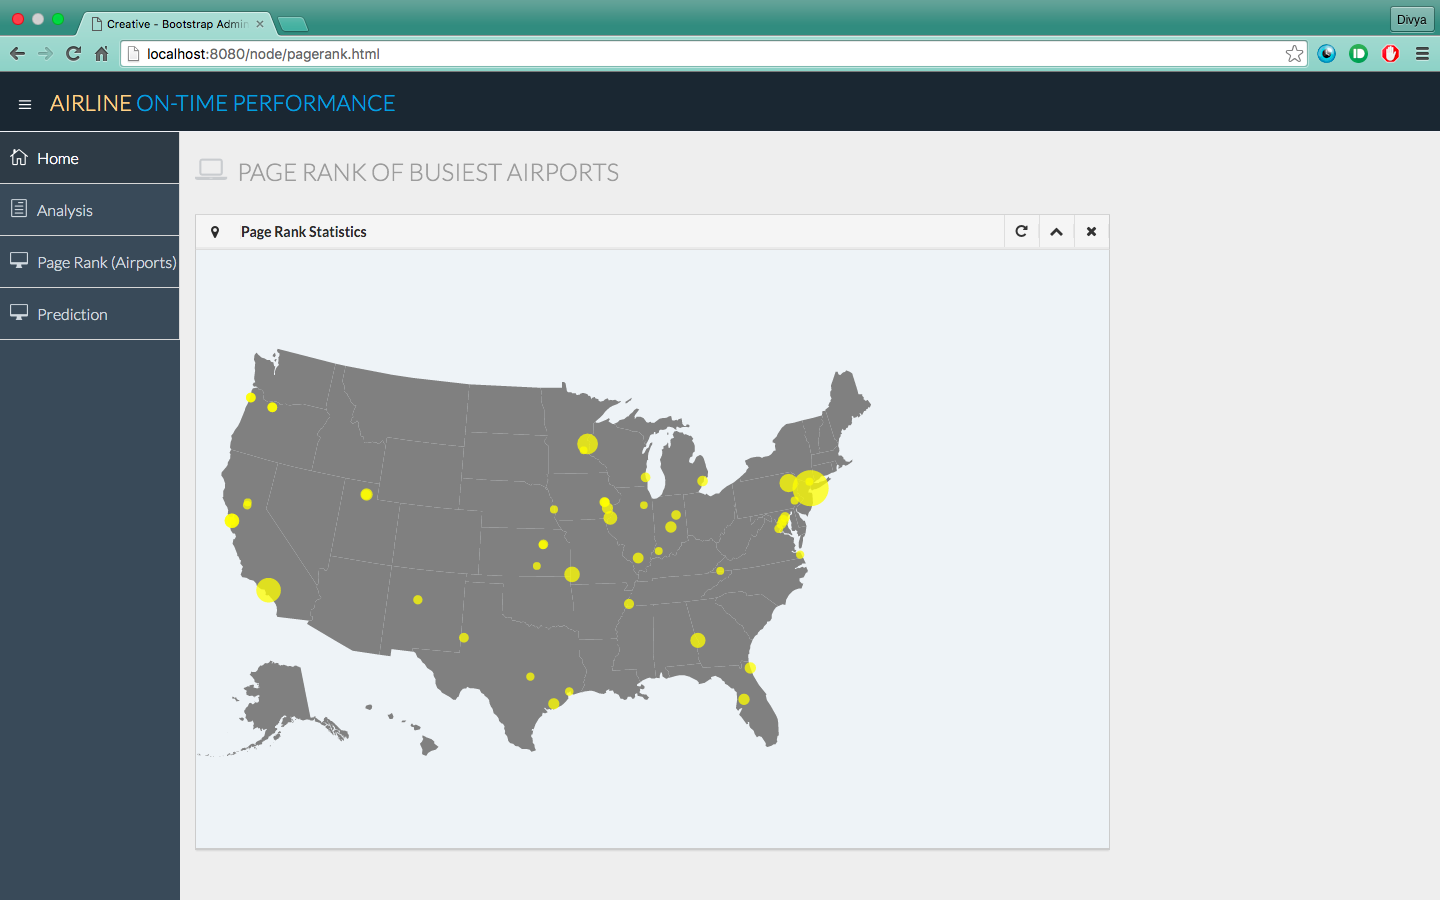 Creative - Bootstrap Admin
Divya
localhost:8080/node/pagerank.html
AIRLINE ON-TIME PERFORMANCE
Home
PAGE RANK OF BUSIEST AIRPORTS
Analysis
Page Rank Statistics
Page Rank (Airports)
Prediction